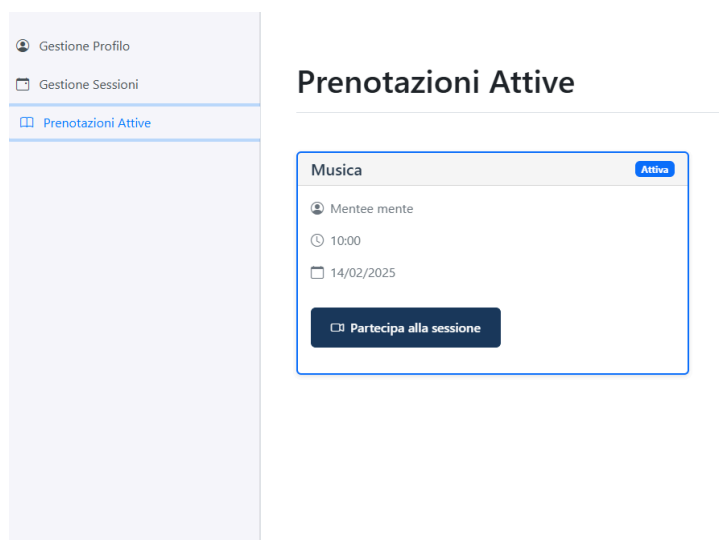 Gestione Profilo
Gestione Sessioni
Prenotazioni Attive
Prenotazioni Attive
Musica
Attiva
Mentee mente
10:00
14/02/2025
Partecipa alla sessione